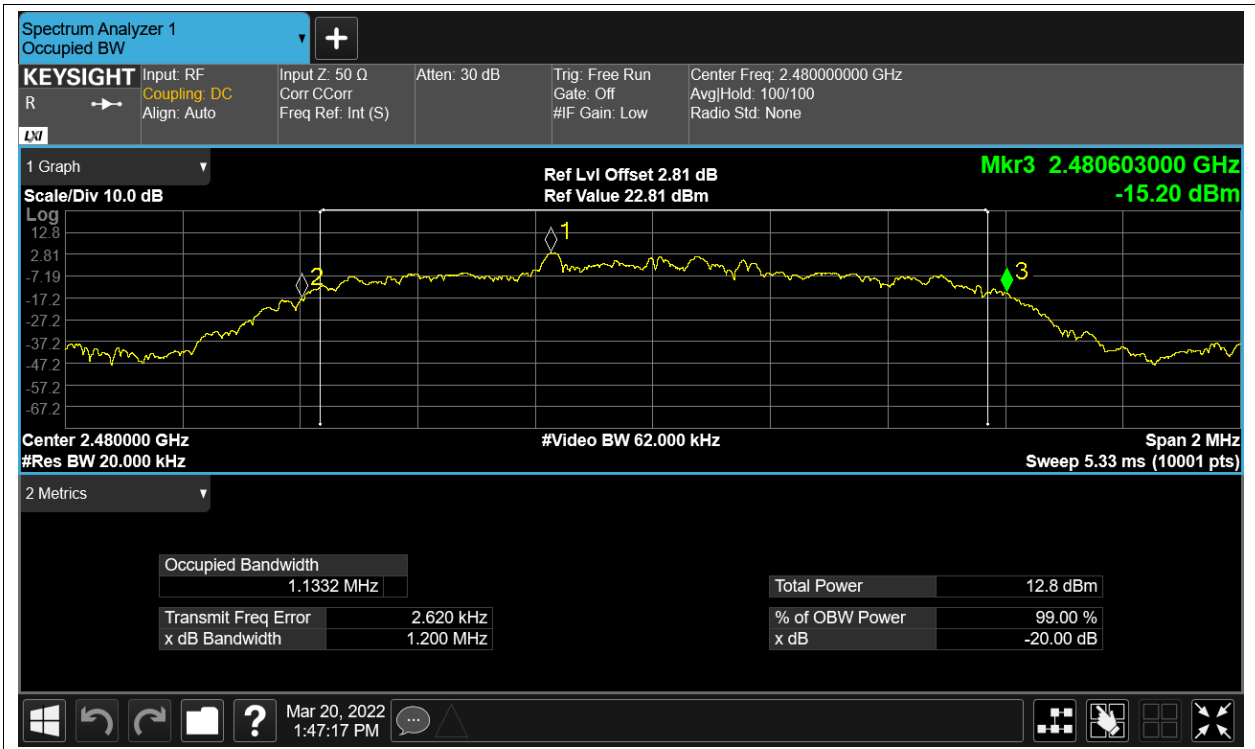 Spectrum Analyzer 1
Occupied BW
KEYSIGHT
R
LXI
Input: RF
Coupling: DC
Align: Auto
Input Z: 50 Ω
Corr CCorr
Freq Ref: Int (S)
Atten: 30 dB
Trig: Free Run
Gate: Off
#IF Gain: Low
Center Freq: 2.480000000 GHz
Avg|Hold: 100/100
Radio Std: None
1 Graph
Scale/Div 10.0 dB
Ref Lvl Offset 2.81 dB
Ref Value 22.81 dBm
Mkr3 2.480603000 GHz
-15.20 dBm
Log
12.8
2.81
-7.19
-17.2
-27.2
-37.2
-47.2
-57.2
-67.2
1
2
3
Center 2.480000 GHz
#Res BW 20.000 kHz
#Video BW 62.000 kHz
Span 2 MHz
Sweep 5.33 ms (10001 pts)
2 Metrics
Occupied Bandwidth
1.1332 MHz
Transmit Freq Error 2.620 kHz
x dB Bandwidth 1.200 MHz
Total Power 12.8 dBm
% of OBW Power 99.00 %
x dB -20.00 dB
?
Mar 20, 2022
1:47:17 PM